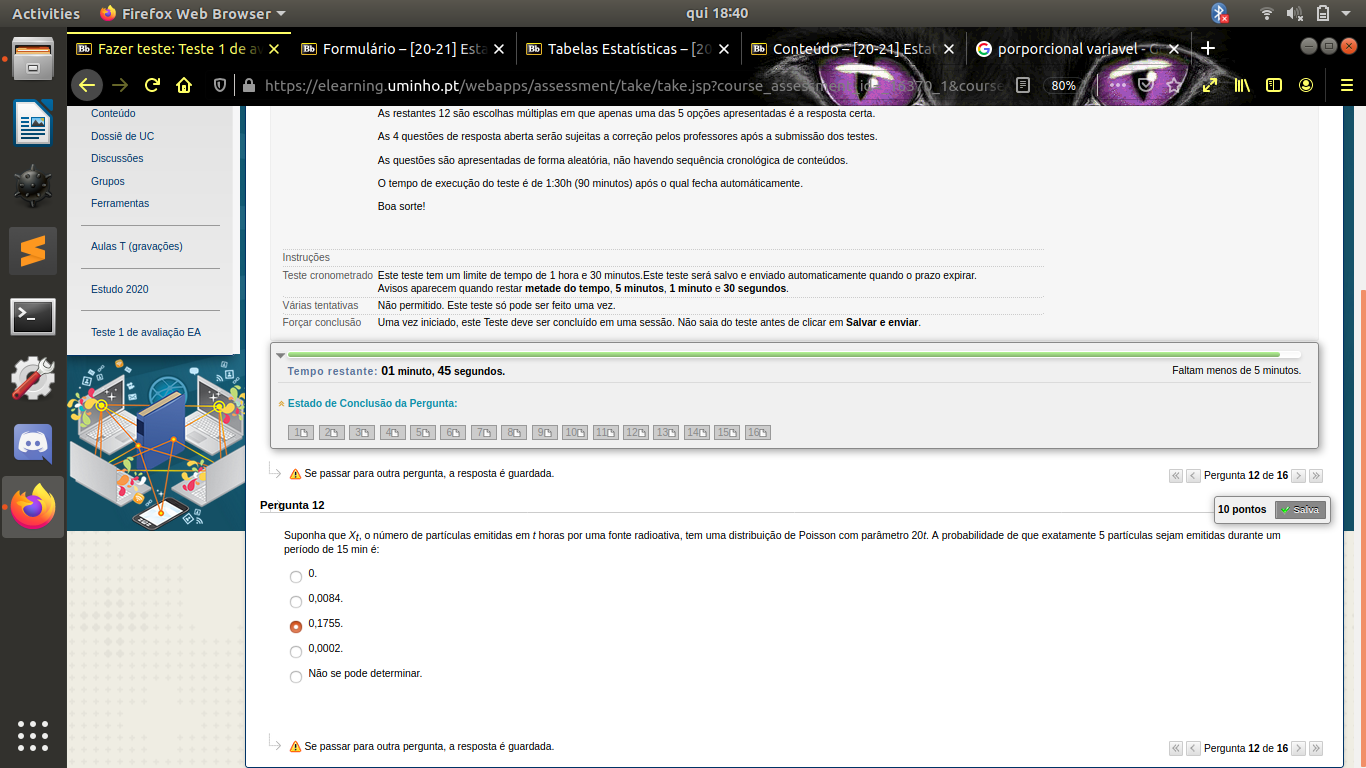 Activities
Firefox Web Browser
qui 18:40
Fazer teste: Teste 1 de av
Formulário – [20-21] Esta
Tabelas Estatísticas – [20
Conteúdo – [20-21] Estat
porporcional varjavel - G
https://elearning.uminho.pt/webapps/assessment/take/take.jsp?course_assessment_id=_16370_1&course
80%
Conteúdo
Dossiê de UC
Discussões
Grupos
Ferramentas
Aulas T (gravações)
Estudo 2020
Teste 1 de avaliação EA
As restantes 12 são escolhas múltiplas em que apenas uma das 5 opções apresentadas é a resposta certa.
As 4 questões de resposta aberta serão sujeitas a correção pelos professores após a submissão dos testes.
As questões são apresentadas de forma aleatória, não havendo sequência cronológica de conteúdos.
O tempo de execução do teste é de 1:30h (90 minutos) após o qual fecha automáticamente.
Boa sorte!
Instruções
Teste cronometrado Este teste tem um limite de tempo de 1 hora e 30 minutos.Este teste será salvo e enviado automaticamente quando o prazo expirar.
Avisos aparecem quando restar metade do tempo, 5 minutos, 1 minuto e 30 segundos.
Várias tentativas Não permitido. Este teste só pode ser feito uma vez.
Forçar conclusão Uma vez iniciado, este Teste deve ser concluído em uma sessão. Não saia do teste antes de clicar em Salvar e enviar.
Tempo restante: 01 minuto, 45 segundos.
Faltam menos de 5 minutos.
Estado de Conclusão da Pergunta:
1 2 3 4 5 6 7 8 9 10 11 12 13 14 15 16
Se passar para outra pergunta, a resposta é guardada.
Pergunta 12 de 16
Pergunta 12
10 pontos
Salva
Suponha que Xt, o número de partículas emitidas em t horas por uma fonte radioativa, tem uma distribuição de Poisson com parâmetro 20t. A probabilidade de que exatamente 5 partículas sejam emitidas durante um
período de 15 min é:
0.
0,0084.
0,1755.
0,0002.
Não se pode determinar.
Se passar para outra pergunta, a resposta é guardada.
Pergunta 12 de 16